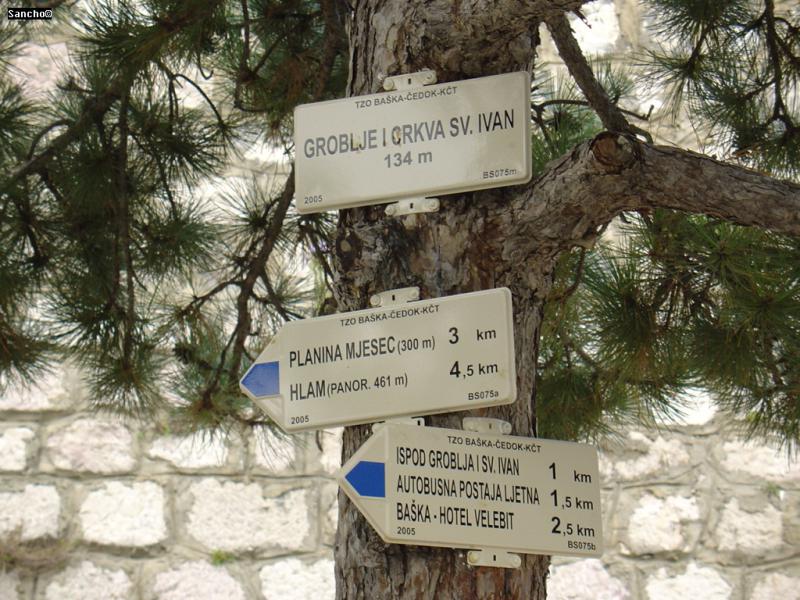 Sancho©
TZO BAŠKA-ČEDOK-KČT
GROBLJE I CRKVA SV. IVAN
134 m
2005 BS075m
TZO BAŠKA-ČEDOK-KČT
PLANINA MJESEC (300 m) 3 km
HLAM (PANOR. 461 m) 4,5 km
2005 BS075a
TZO BAŠKA-ČEDOK-KČT
ISPOD GROBLJA I SV. IVAN 1 km
AUTOBUSNA POSTAJA LJETNA 1,5 km
BAŠKA - HOTEL VELEBIT 2,5 km
2005 BS075b